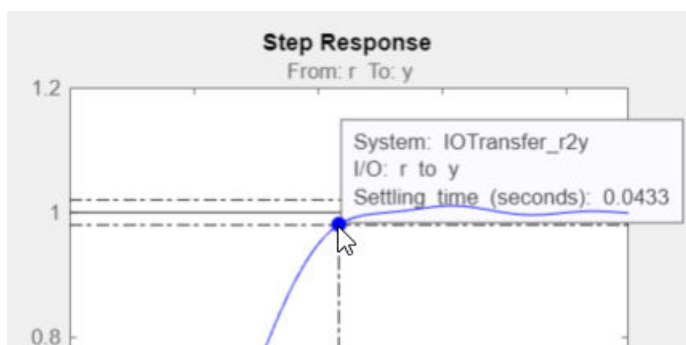 Step Response
From: r To: y
1.2
System: IOTransfer_r2y
I/O: r to y
Settling time (seconds): 0.0433
1
0.8